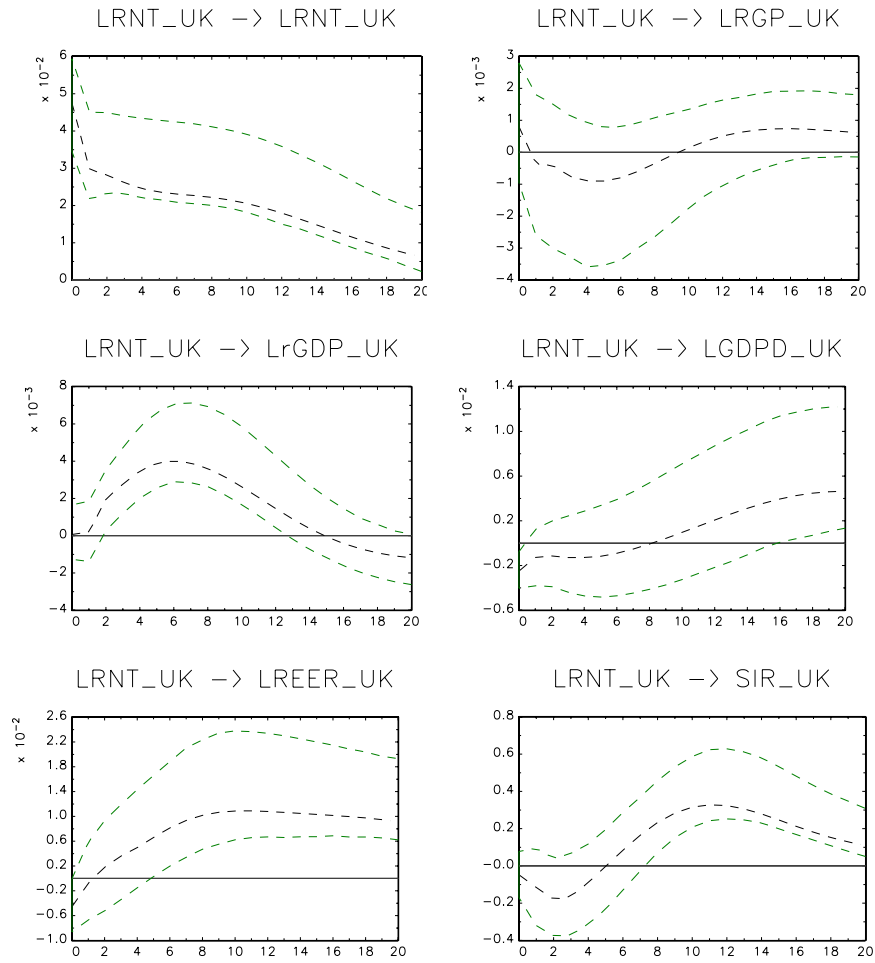 LRNT_UK -> LRNT_UK
x 10-2
6
5
4
3
2
1
0
0 2 4 6 8 10 12 14 16 18 20
LRNT_UK -> LRGP_UK
x 10-3
3
2
1
0
-1
-2
-3
-4
0 2 4 6 8 10 12 14 16 18 20
LRNT_UK -> LrGDP_UK
x 10-3
8
6
4
2
0
-2
-4
0 2 4 6 8 10 12 14 16 18 20
LRNT_UK -> LGDPD_UK
x 10-2
1.4
1.0
0.6
0.2
-0.2
-0.6
0 2 4 6 8 10 12 14 16 18 20
LRNT_UK -> LREER_UK
x 10-2
2.6
2.2
1.8
1.4
1.0
0.6
0.2
-0.2
-0.6
-1.0
0 2 4 6 8 10 12 14 16 18 20
LRNT_UK -> SIR_UK
0.8
0.6
0.4
0.2
-0.0
-0.2
-0.4
0 2 4 6 8 10 12 14 16 18 20